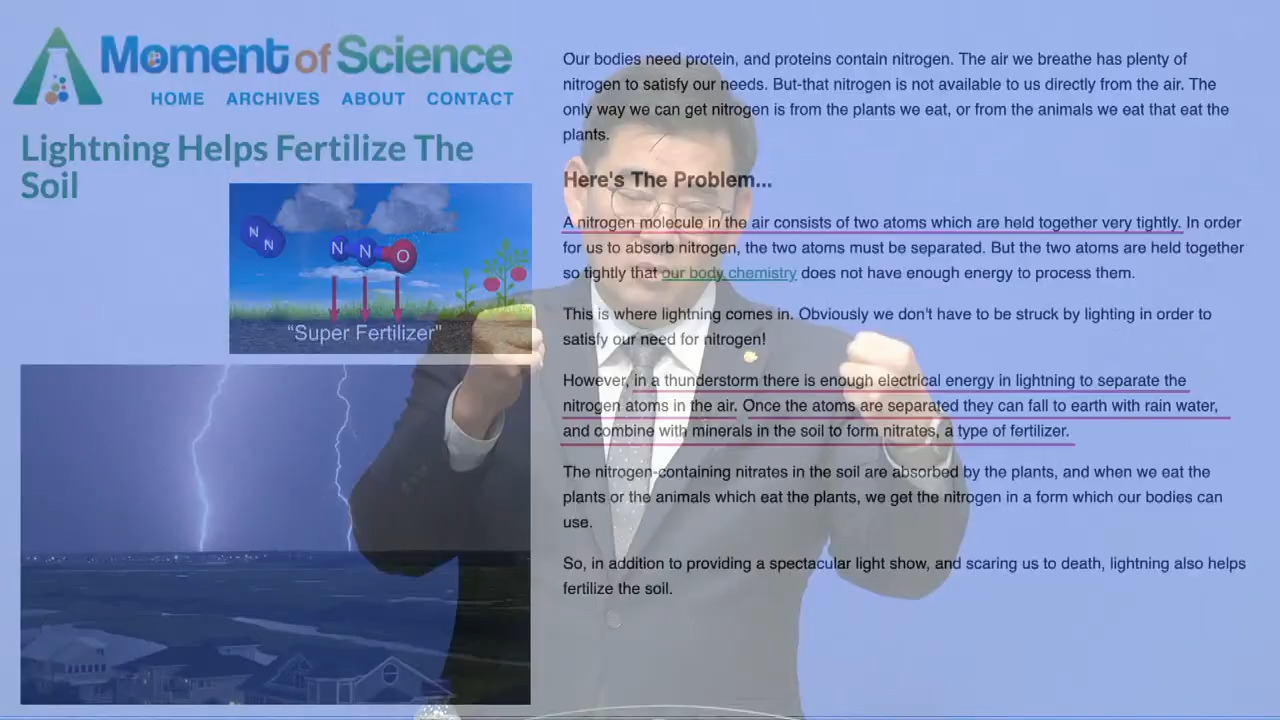 Moment of Science
HOME ARCHIVES ABOUT CONTACT
Lightning Helps Fertilize The
Soil
N
N
N
N
O
"Super Fertilizer"
Our bodies need protein, and proteins contain nitrogen. The air we breathe has plenty of
nitrogen to satisfy our needs. But-that nitrogen is not available to us directly from the air. The
only way we can get nitrogen is from the plants we eat, or from the animals we eat that eat the
plants.
Here's The Problem...
A nitrogen molecule in the air consists of two atoms which are held together very tightly. In order
for us to absorb nitrogen, the two atoms must be separated. But the two atoms are held together
so tightly that our body chemistry does not have enough energy to process them.
This is where lightning comes in. Obviously we don't have to be struck by lighting in order to
satisfy our need for nitrogen!
However, in a thunderstorm there is enough electrical energy in lightning to separate the
nitrogen atoms in the air. Once the atoms are separated they can fall to earth with rain water,
and combine with minerals in the soil to form nitrates, a type of fertilizer.
The nitrogen-containing nitrates in the soil are absorbed by the plants, and when we eat the
plants or the animals which eat the plants, we get the nitrogen in a form which our bodies can
use.
So, in addition to providing a spectacular light show, and scaring us to death, lightning also helps
fertilize the soil.